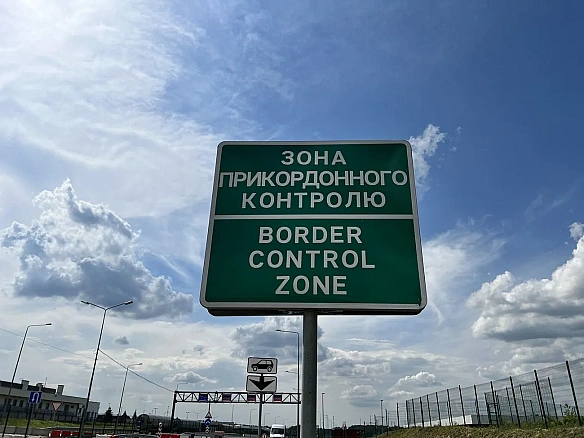 ЗОНА
ПРИКОРДОННОГО
КОНТРОЛЮ
BORDER
CONTROL
ZONE